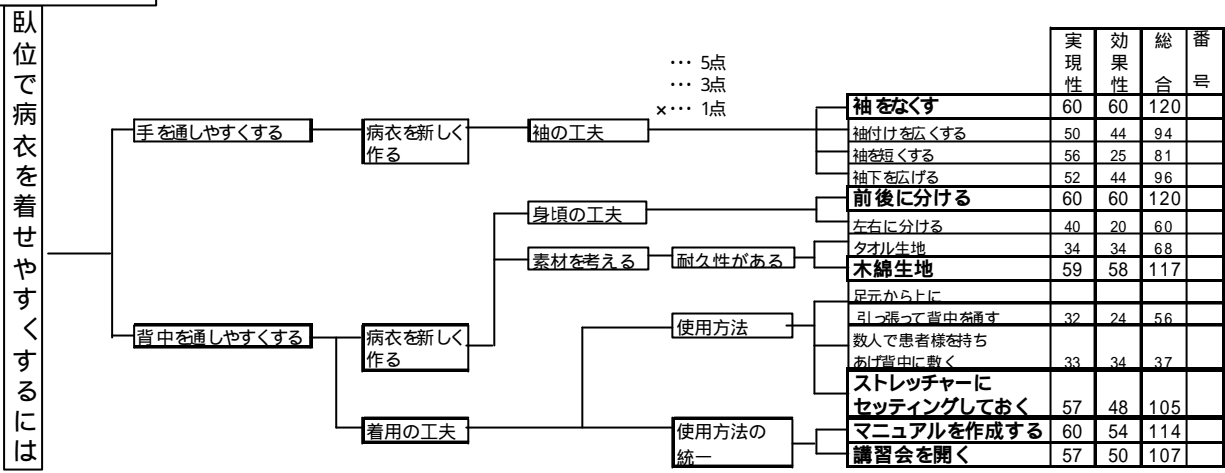 臥位で病衣を着せやすくするには
… 5点
… 3点
×… 1点
実現性 効果性 総合 番号
手を通しやすくする
病衣を新しく
作る
袖の工夫
袖をなくす 60 60 120
袖付けを広くする 50 44 94
袖を短くする 56 25 81
袖下を広げる 52 44 96
身頃の工夫
前後に分ける 60 60 120
左右に分ける 40 20 60
素材を考える
耐久性がある
タオル生地 34 34 68
木綿生地 59 58 117
背中を通しやすくする
病衣を新しく
作る
使用方法
足元から上に
引っ張って背中を通す 32 24 56
数人で患者様を持ち
あげ背中に敷く 33 34 37
ストレッチャーに
セッティングしておく 57 48 105
着用の工夫
使用方法の
統一
マニュアルを作成する 60 54 114
講習会を開く 57 50 107